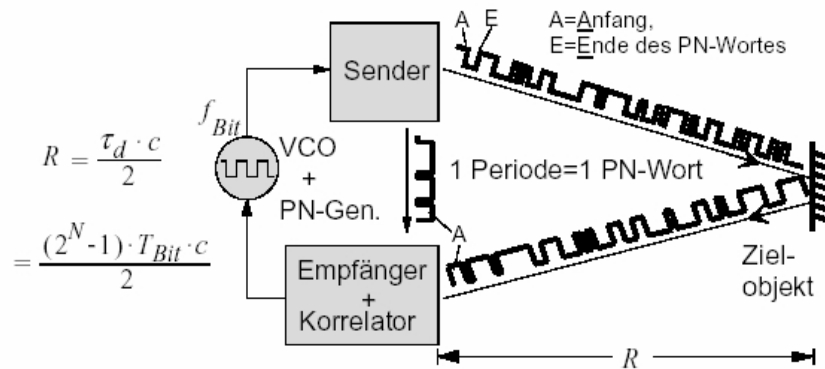 A E
A=Anfang,
E=Ende des PN-Wortes
Sender
f_Bit
R = τ_d · c / 2
VCO
+
PN-Gen.
1 Periode=1 PN-Wort
A
= (2^N -1) · T_Bit · c / 2
Empfänger
+
Korrelator
Ziel-
objekt
R